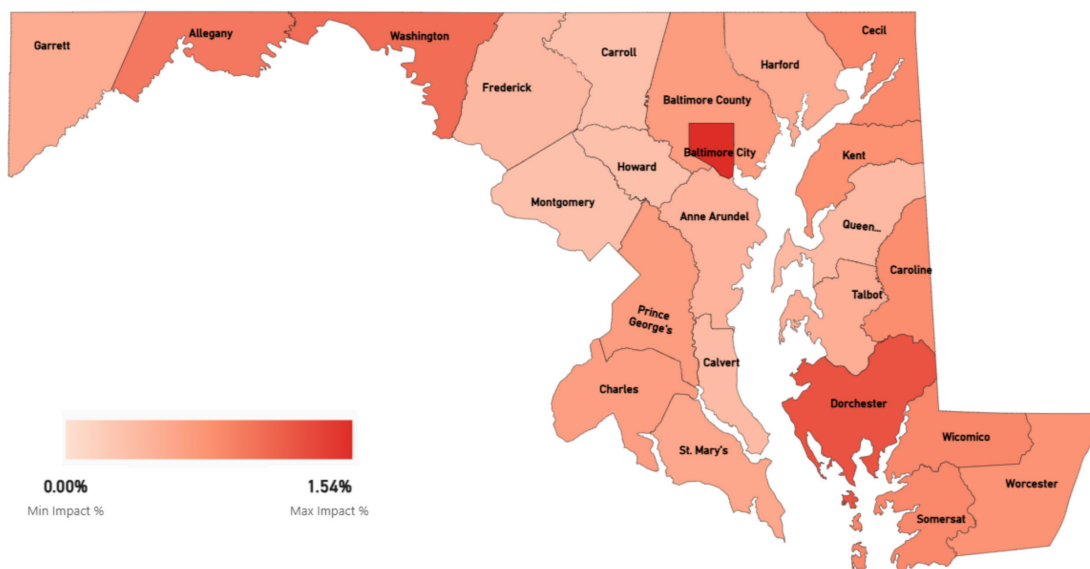 Garrett
Allegany
Washington
Frederick
Carroll
Baltimore County
Harford
Cecil
Baltimore City
Howard
Montgomery
Anne Arundel
Kent
Queen...
Caroline
Talbot
Prince
George's
Calvert
Charles
St. Mary's
Dorchester
Wicomico
Worcester
Somersat
0.00%
1.54%
Min Impact %
Max Impact %